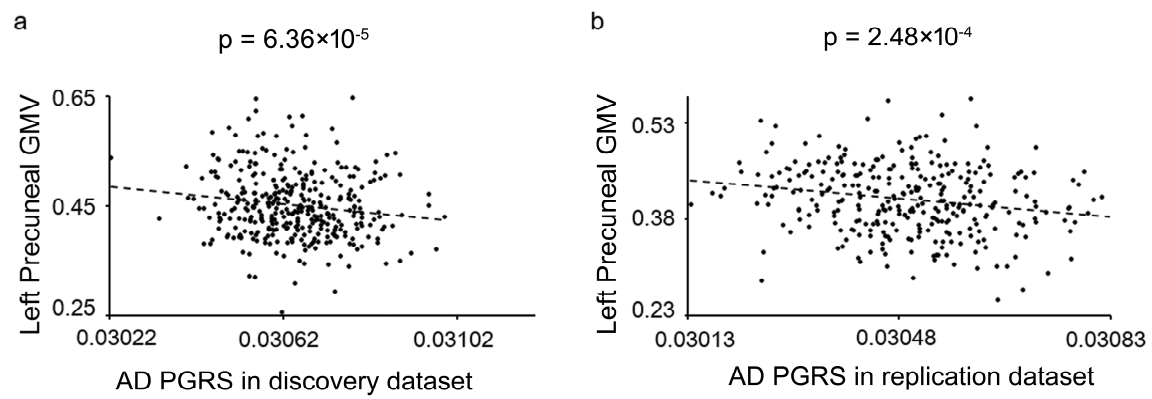 a
p = 6.36×10⁻⁵
Left Precuneal GMV
0.65
0.45
0.25
0.03022 0.03062 0.03102
AD PGRS in discovery dataset
b
p = 2.48×10⁻⁴
Left Precuneal GMV
0.53
0.38
0.23
0.03013 0.03048 0.03083
AD PGRS in replication dataset